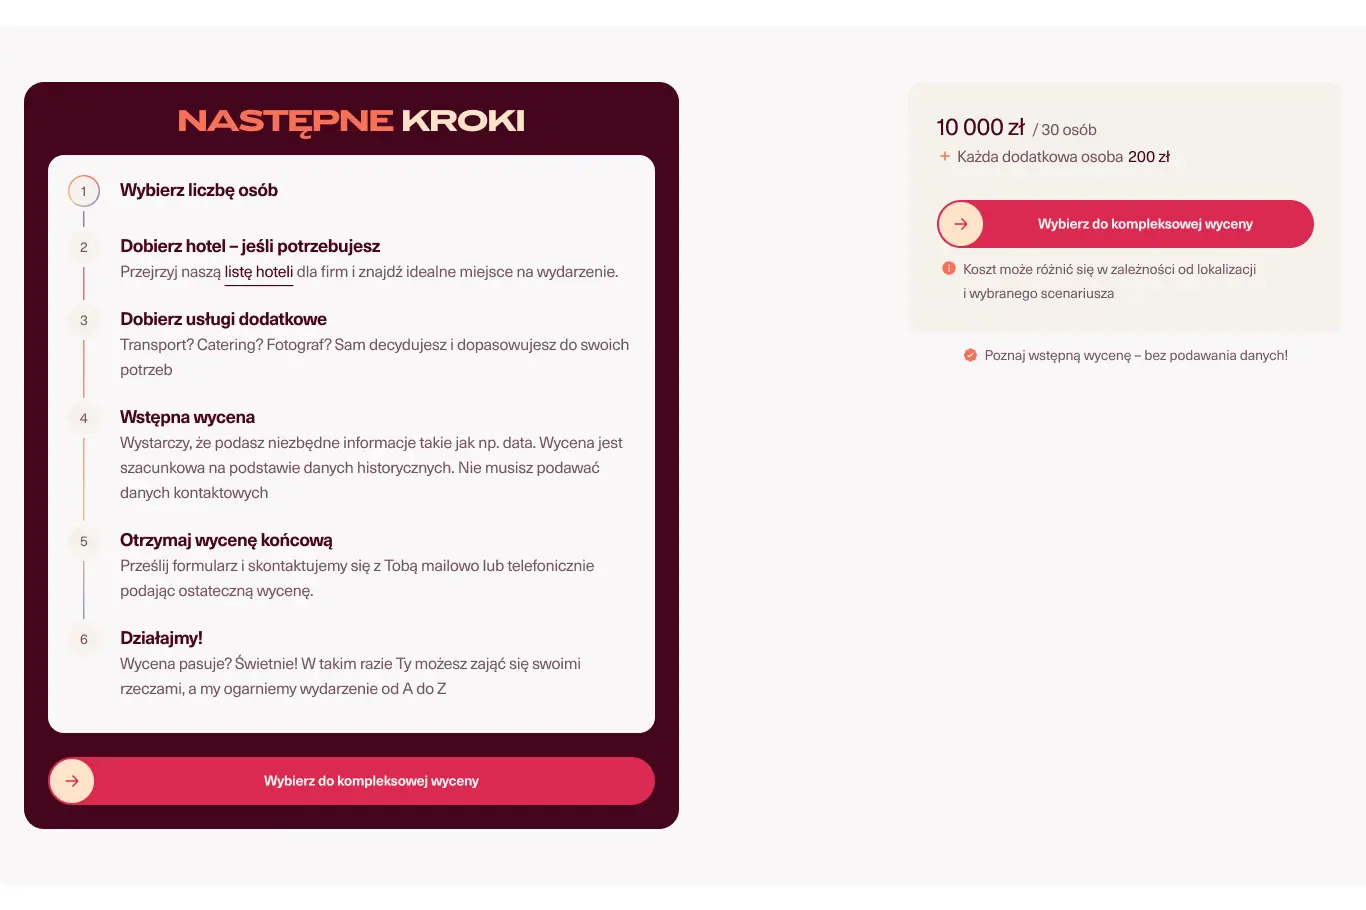 NASTĘPNE KROKI
1
Wybierz liczbę osób
2
Dobierz hotel – jeśli potrzebujesz
Przejrzyj naszą listę hoteli dla firm i znajdź idealne miejsce na wydarzenie.
3
Dobierz usługi dodatkowe
Transport? Catering? Fotograf? Sam decydujesz i dopasowujesz do swoich
potrzeb
4
Wstępna wycena
Wystarczy, że podasz niezbędne informacje takie jak np. data. Wycena jest
szacunkowa na podstawie danych historycznych. Nie musisz podawać
danych kontaktowych
5
Otrzymaj wycenę końcową
Prześlij formularz i skontaktujemy się z Tobą mailowo lub telefonicznie
podając ostateczną wycenę.
6
Działajmy!
Wycena pasuje? Świetnie! W takim razie Ty możesz zająć się swoimi
rzeczami, a my ogarniemy wydarzenie od A do Z
Wybierz do kompleksowej wyceny
10 000 zł / 30 osób
+ Każda dodatkowa osoba 200 zł
Wybierz do kompleksowej wyceny
Koszt może różnić się w zależności od lokalizacji
i wybranego scenariusza
Poznaj wstępną wycenę – bez podawania danych!